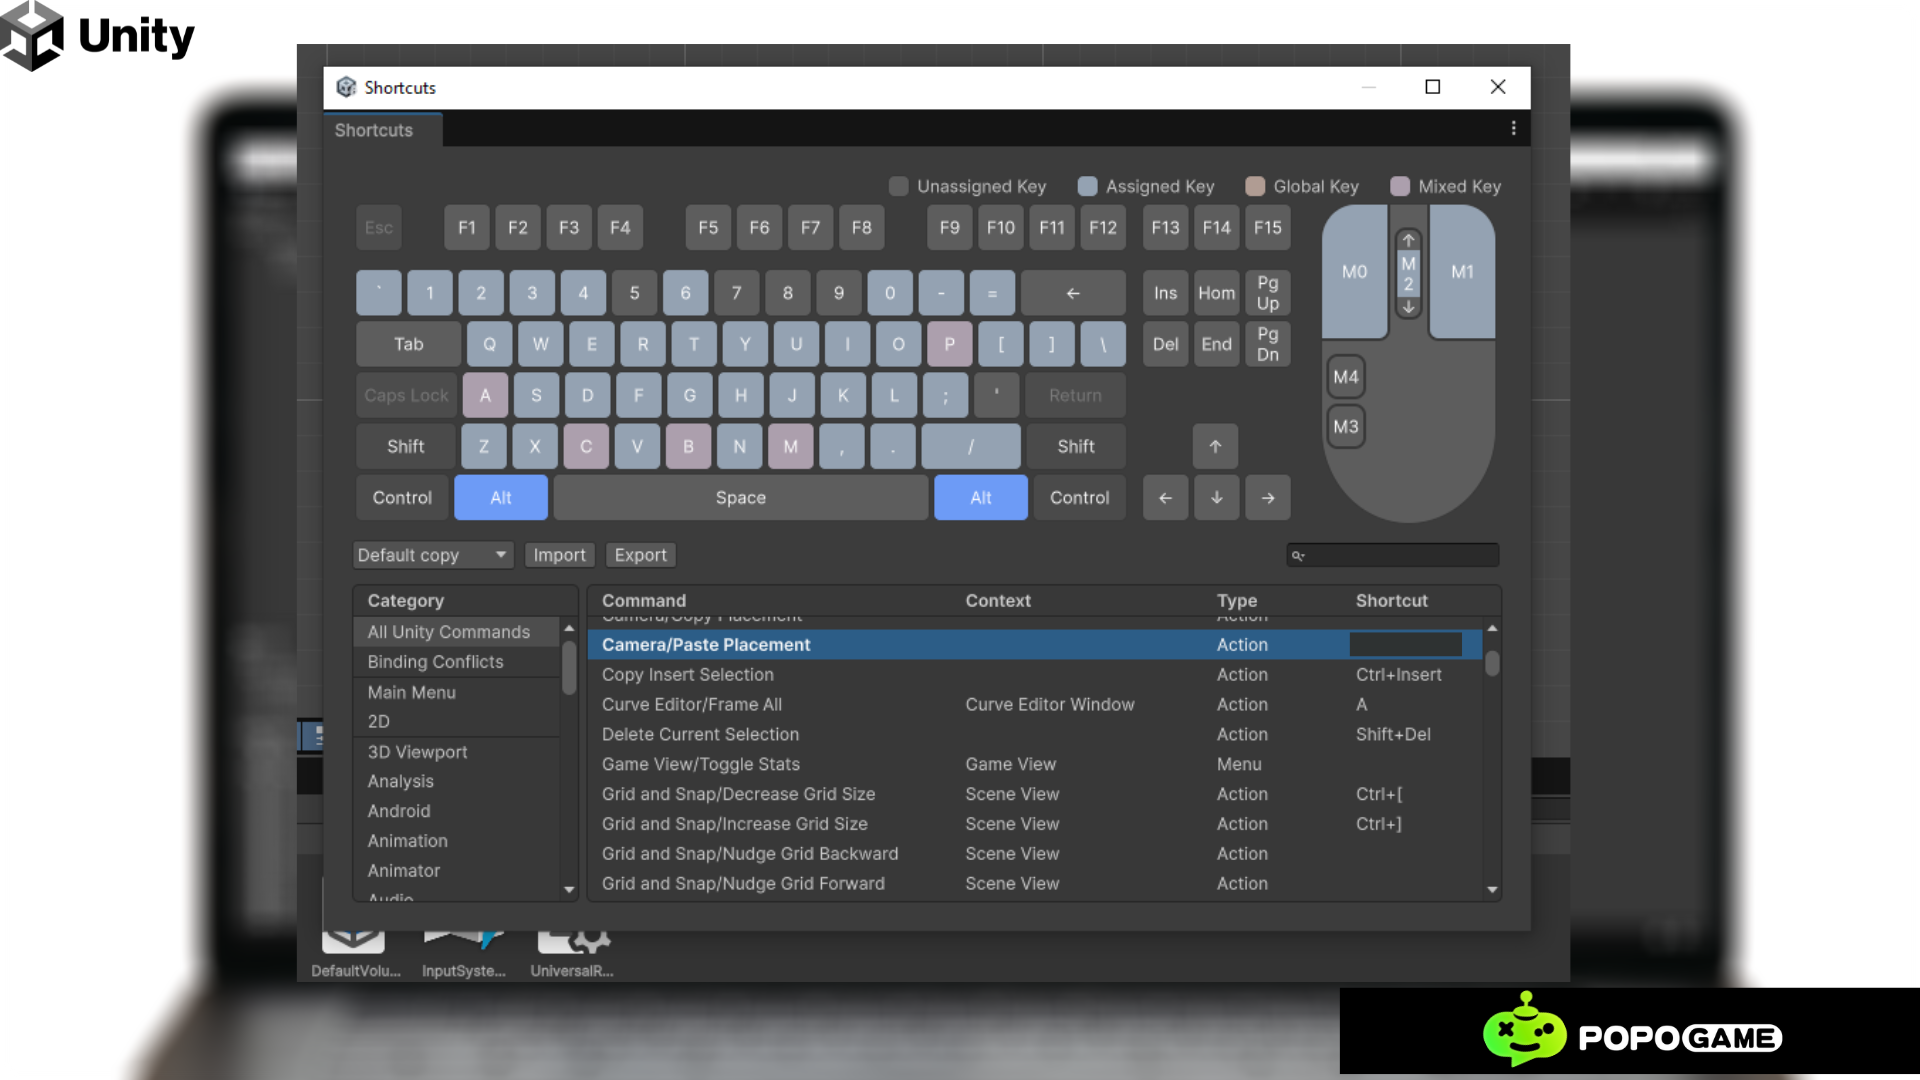 Unity
Shortcuts
Shortcuts
Unassigned Key Assigned Key Global Key Mixed Key
Esc F1 F2 F3 F4 F5 F6 F7 F8 F9 F10 F11 F12 F13 F14 F15
` 1 2 3 4 5 6 7 8 9 0 - = ← Ins Hom Pg Up
Tab Q W E R T Y U I O P [ ] \ Del End Pg Dn
Caps Lock A S D F G H J K L ; ' Return
Shift Z X C V B N M , . / Shift ↑
Control Alt Space Alt Control ← ↓ → 
M0 ↑ M 2 ↓ M1
M4
M3
Default copy Import Export
Category
All Unity Commands
Binding Conflicts
Main Menu
2D
3D Viewport
Analysis
Android
Animation
Animator
Audio
Command Context Type Shortcut
Camera/Copy Placement Action
Camera/Paste Placement Action
Copy Insert Selection Action Ctrl+Insert
Curve Editor/Frame All Curve Editor Window Action A
Delete Current Selection Action Shift+Del
Game View/Toggle Stats Game View Menu
Grid and Snap/Decrease Grid Size Scene View Action Ctrl+[
Grid and Snap/Increase Grid Size Scene View Action Ctrl+]
Grid and Snap/Nudge Grid Backward Scene View Action
Grid and Snap/Nudge Grid Forward Scene View Action
DefaultVolu... InputSyste... UniversalR...
POPOGAME